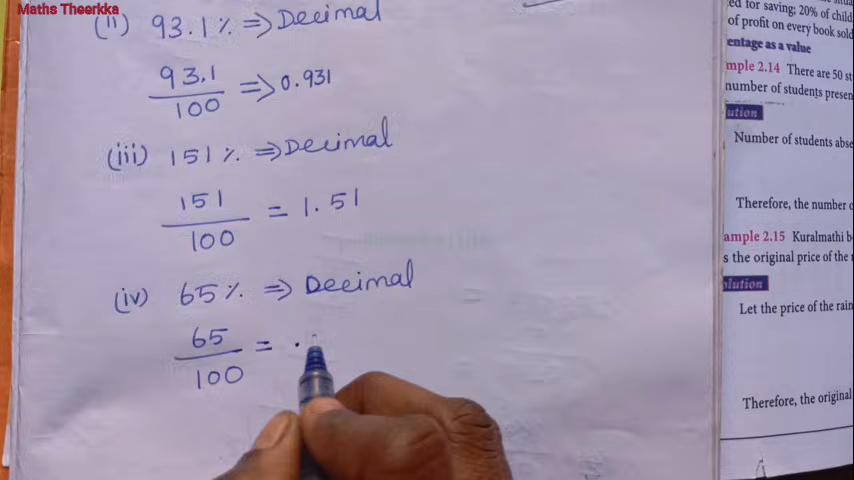 Maths Theerkka
(ii) 93.1% ⇒ Decimal
93.1
100
⇒ 0.931
(iii) 151% ⇒ Decimal
151
100
= 1.51
(iv) 65% ⇒ Decimal
65
100
= .
ed for saving; 20% of child
of profit on every book sold
entage as a value
mple 2.14 There are 50 st
number of students presen
ution
Number of students abse
Therefore, the number o
ample 2.15 Kuralmathi b
s the original price of the
olution
Let the price of the rain
Therefore, the original